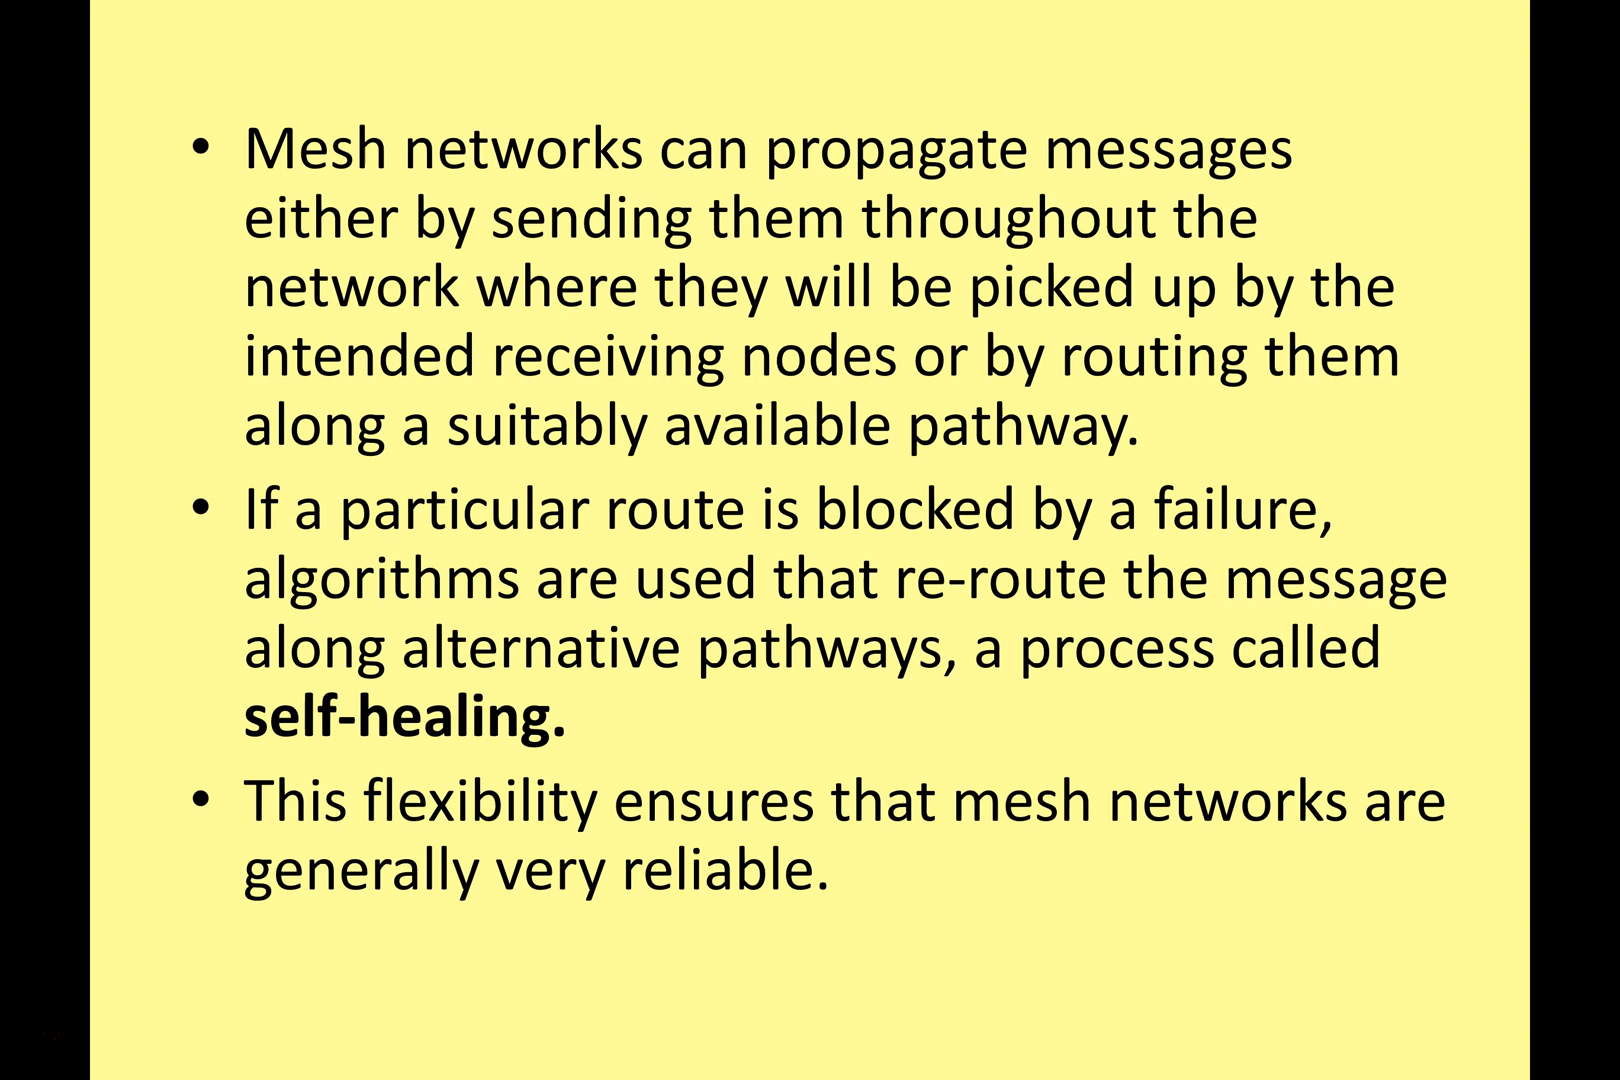 • Mesh networks can propagate messages
either by sending them throughout the
network where they will be picked up by the
intended receiving nodes or by routing them
along a suitably available pathway.
• If a particular route is blocked by a failure,
algorithms are used that re-route the message
along alternative pathways, a process called
self-healing.
• This flexibility ensures that mesh networks are
generally very reliable.